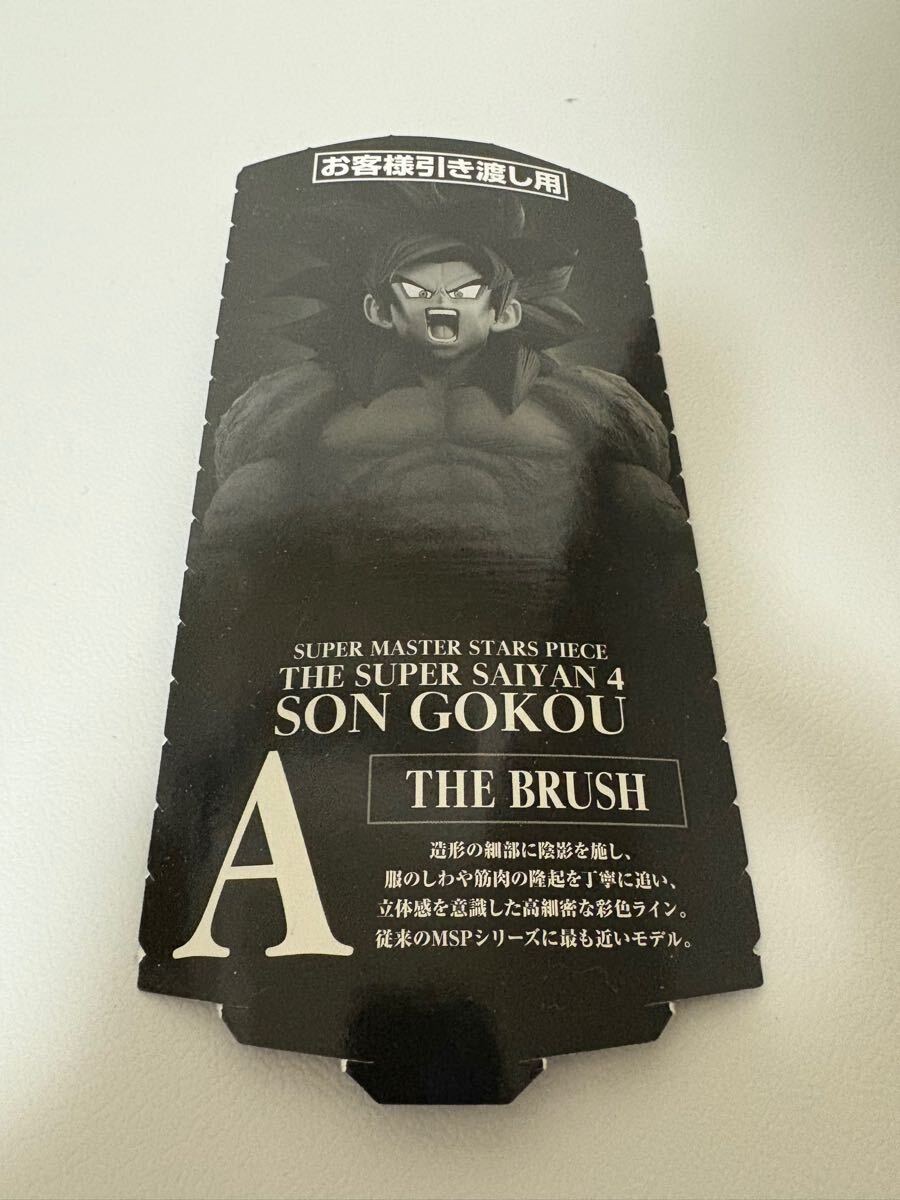 お客様引き渡し用
SUPER MASTER STARS PIECE
THE SUPER SAIYAN 4
SON GOKOU
A
THE BRUSH
造形の細部に陰影を施し、
服のしわや筋肉の隆起を丁寧に追い、
立体感を意識した高細密な彩色ライン。
従来のMSPシリーズに最も近いモデル。